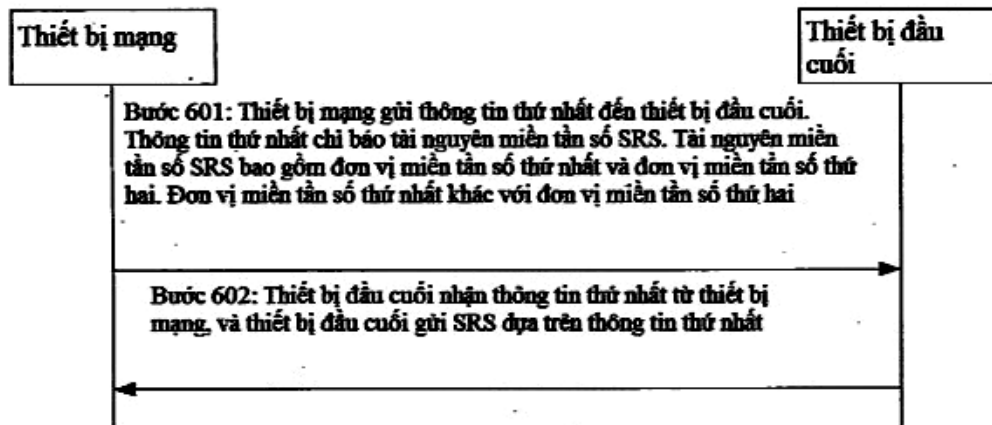 Thiết bị mạng
Thiết bị đầu
cuối
Bước 601: Thiết bị mạng gửi thông tin thứ nhất đến thiết bị đầu cuối.
Thông tin thứ nhất chỉ báo tài nguyên miền tần số SRS. Tài nguyên miền
tần số SRS bao gồm đơn vị miền tần số thứ nhất và đơn vị miền tần số thứ
hai. Đơn vị miền tần số thứ nhất khác với đơn vị miền tần số thứ hai
Bước 602: Thiết bị đầu cuối nhận thông tin thứ nhất từ thiết bị
mạng, và thiết bị đầu cuối gửi SRS dựa trên thông tin thứ nhất